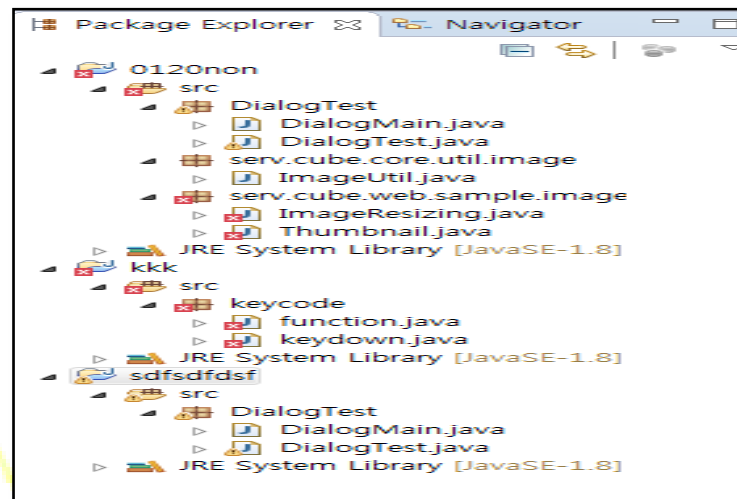 Package Explorer Navigator
0120non
src
DialogTest
DialogMain.java
DialogTest.java
serv.cube.core.util.image
ImageUtil.java
serv.cube.web.sample.image
ImageResizing.java
Thumbnail.java
JRE System Library [JavaSE-1.8]
kkk
src
keycode
function.java
keydown.java
JRE System Library [JavaSE-1.8]
sdfsdfdsf
src
DialogTest
DialogMain.java
DialogTest.java
JRE System Library [JavaSE-1.8]